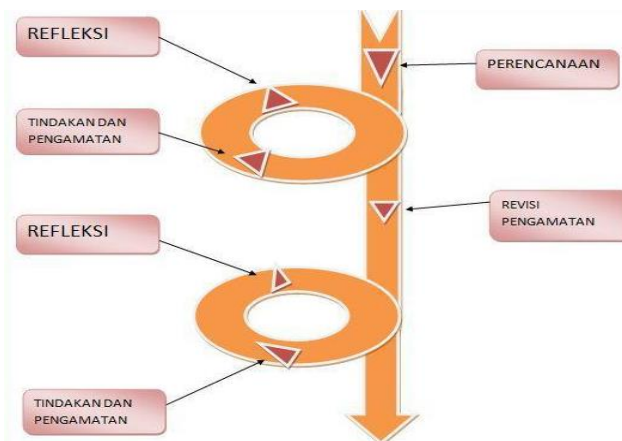 REFLEKSI
PERENCANAAN
TINDAKAN DAN
PENGAMATAN
REVISI
PENGAMATAN
REFLEKSI
TINDAKAN DAN
PENGAMATAN